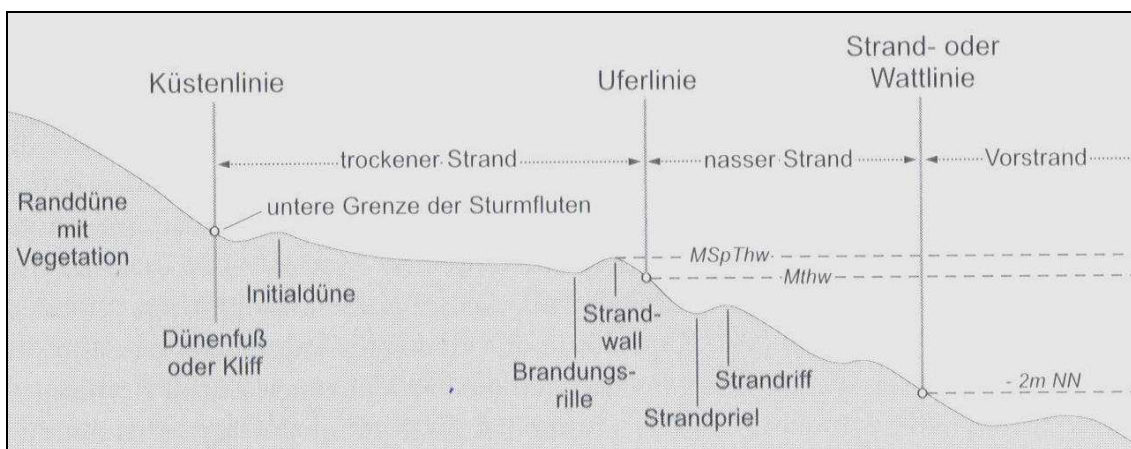 Küstenlinie
Uferlinie
Strand- oder
Wattlinie
trockener Strand
nasser Strand
Vorstrand
Randdüne
mit
Vegetation
untere Grenze der Sturmfluten
MSpThw
Mthw
Initialdüne
Dünenfuß
oder Kliff
Strand-
wall
Brandungs-
rille
Strandriff
Strandpriel
- 2m NN